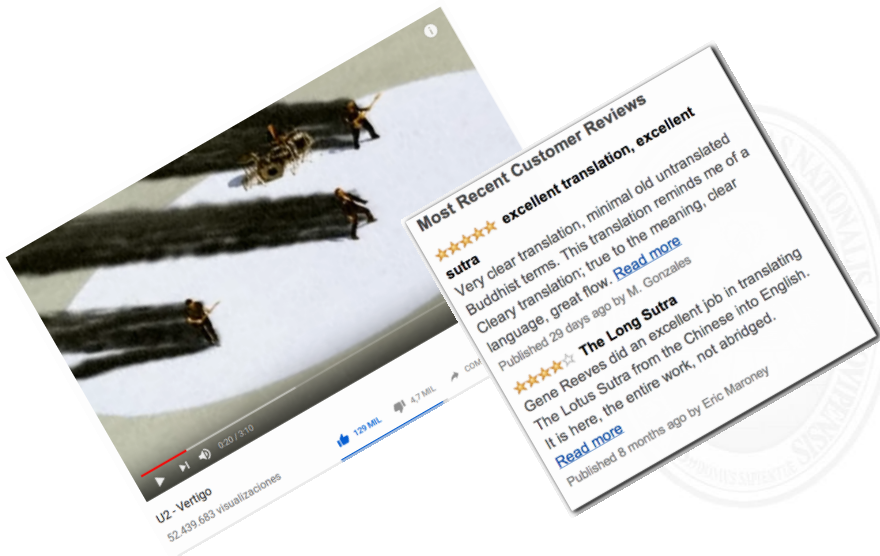 0:20 / 3:10
129 MIL
4,7 MIL
COM
U2 - Vertigo
52.439.683 visualizaciones
Most Recent Customer Reviews
excellent translation, excellent
sutra
Very clear translation, minimal old untranslated
Buddhist terms. This translation reminds me of a
Cleary translation; true to the meaning, clear
language, great flow. Read more
Published 29 days ago by M. Gonzales
The Long Sutra
Gene Reeves did an excellent job in translating
The Lotus Sutra from the Chinese into English.
It is here, the entire work, not abridged.
Read more
Published 8 months ago by Eric Maroney